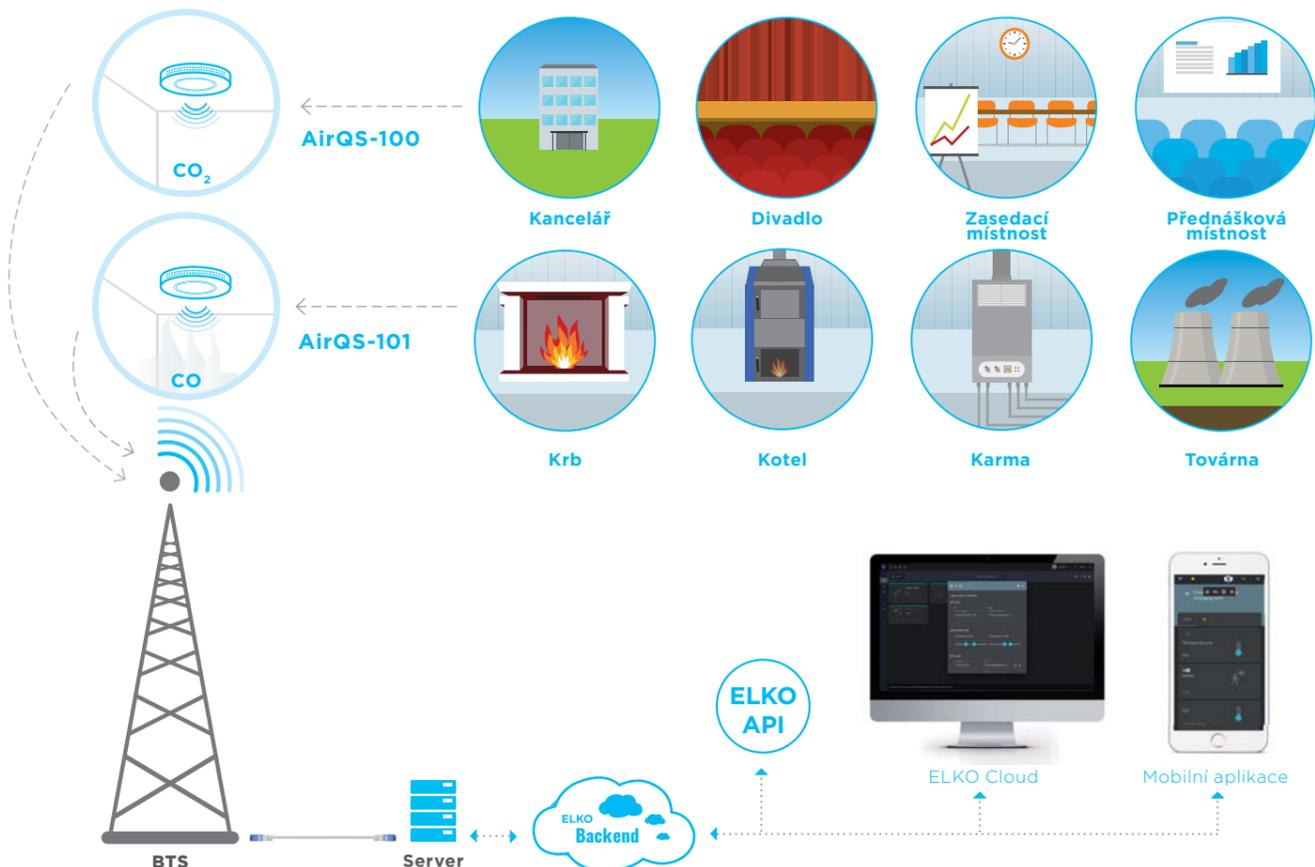 AirQS-100
CO2
Kancelář
Divadlo
Zasedací
místnost
Přednášková
místnost
AirQS-101
CO
Krb
Kotel
Karma
Továrna
ELKO
API
ELKO Cloud
Mobilní aplikace
ELKO
Backend
BTS
Server